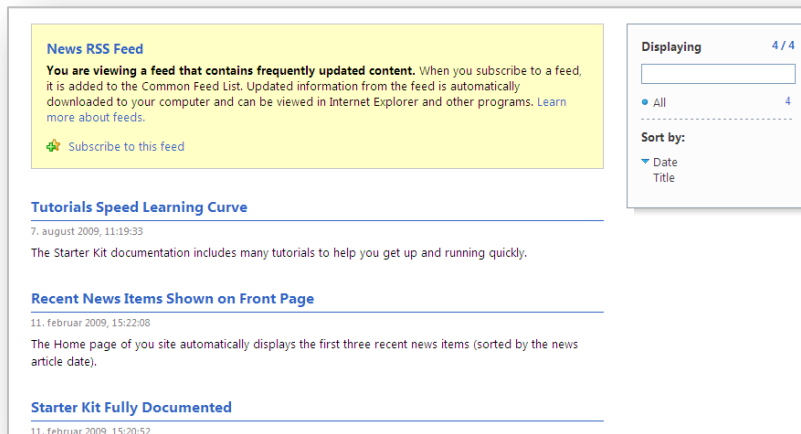 News RSS Feed
You are viewing a feed that contains frequently updated content. When you subscribe to a feed,
it is added to the Common Feed List. Updated information from the feed is automatically
downloaded to your computer and can be viewed in Internet Explorer and other programs. Learn
more about feeds.
Subscribe to this feed
Tutorials Speed Learning Curve
7. august 2009, 11:19:33
The Starter Kit documentation includes many tutorials to help you get up and running quickly.
Recent News Items Shown on Front Page
11. februar 2009, 15:22:08
The Home page of you site automatically displays the first three recent news items (sorted by the news
article date).
Starter Kit Fully Documented
11. februar 2009, 15:20:52
Displaying 4 / 4
All 4
Sort by:
Date
Title